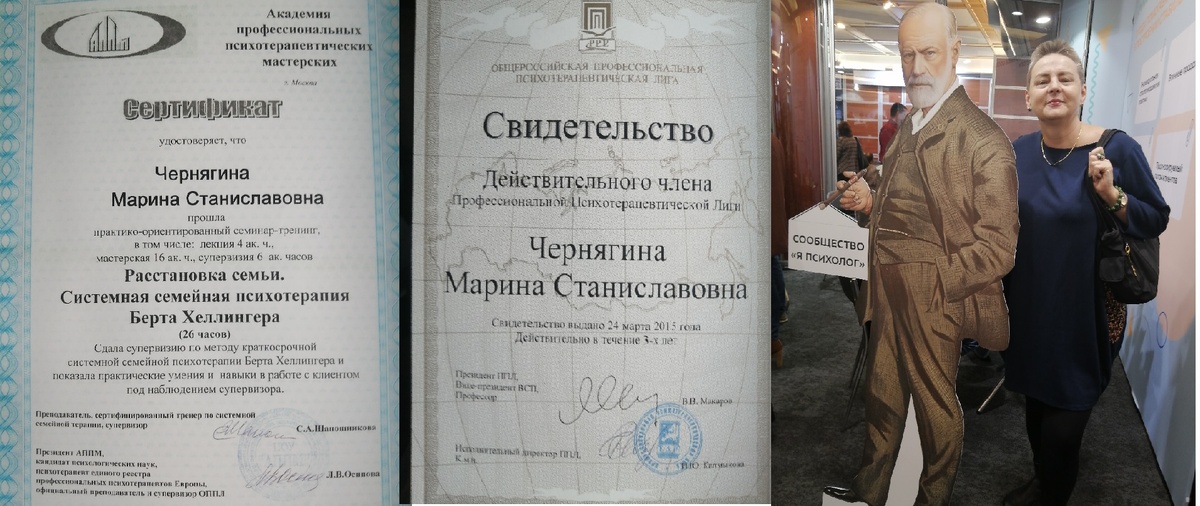 Академия
профессиональных
психотерапевтических
мастерских
г. Москва
Сертификат
удостоверяет, что
Чернягина
Марина Станиславовна
прошла
практико-ориентированный семинар-тренинг,
в том числе: лекция 4 ак. ч.,
мастерская 16 ак. ч., супервизия 6 ак. часов
Расстановка семьи.
Системная семейная психотерапия
Берта Хеллингера
(26 часов)
Сдала супервизию по методу краткосрочной
системной семейной психотерапии Берта Хеллингера и
показала практические умения и навыки в работе с клиентом
под наблюдением супервизора.
Преподаватель, сертифицированный тренер по системной
семейной терапии, супервизор
С.А.Шапошникова
Президент АППМ,
кандидат психологических наук,
психотерапевт единого реестра
профессиональных психотерапевтов Европы,
официальный преподаватель и супервизор ОППЛ
Л.В.Осипова
ОБЩЕРОССИЙСКАЯ ПРОФЕССИОНАЛЬНАЯ
ПСИХОТЕРАПЕВТИЧЕСКАЯ ЛИГА
Свидетельство
Действительного члена
Профессиональной Психотерапевтической Лиги
Чернягина
Марина Станиславовна
Свидетельство выдано 24 марта 2015 года
Действительно в течение 3-х лет
Президент ППЛ,
Вице-президент ВСП,
Профессор
В.В. Макаров
Исполнительный директор ППЛ,
К.м.н.
СООБЩЕСТВО
«Я ПСИХОЛОГ»